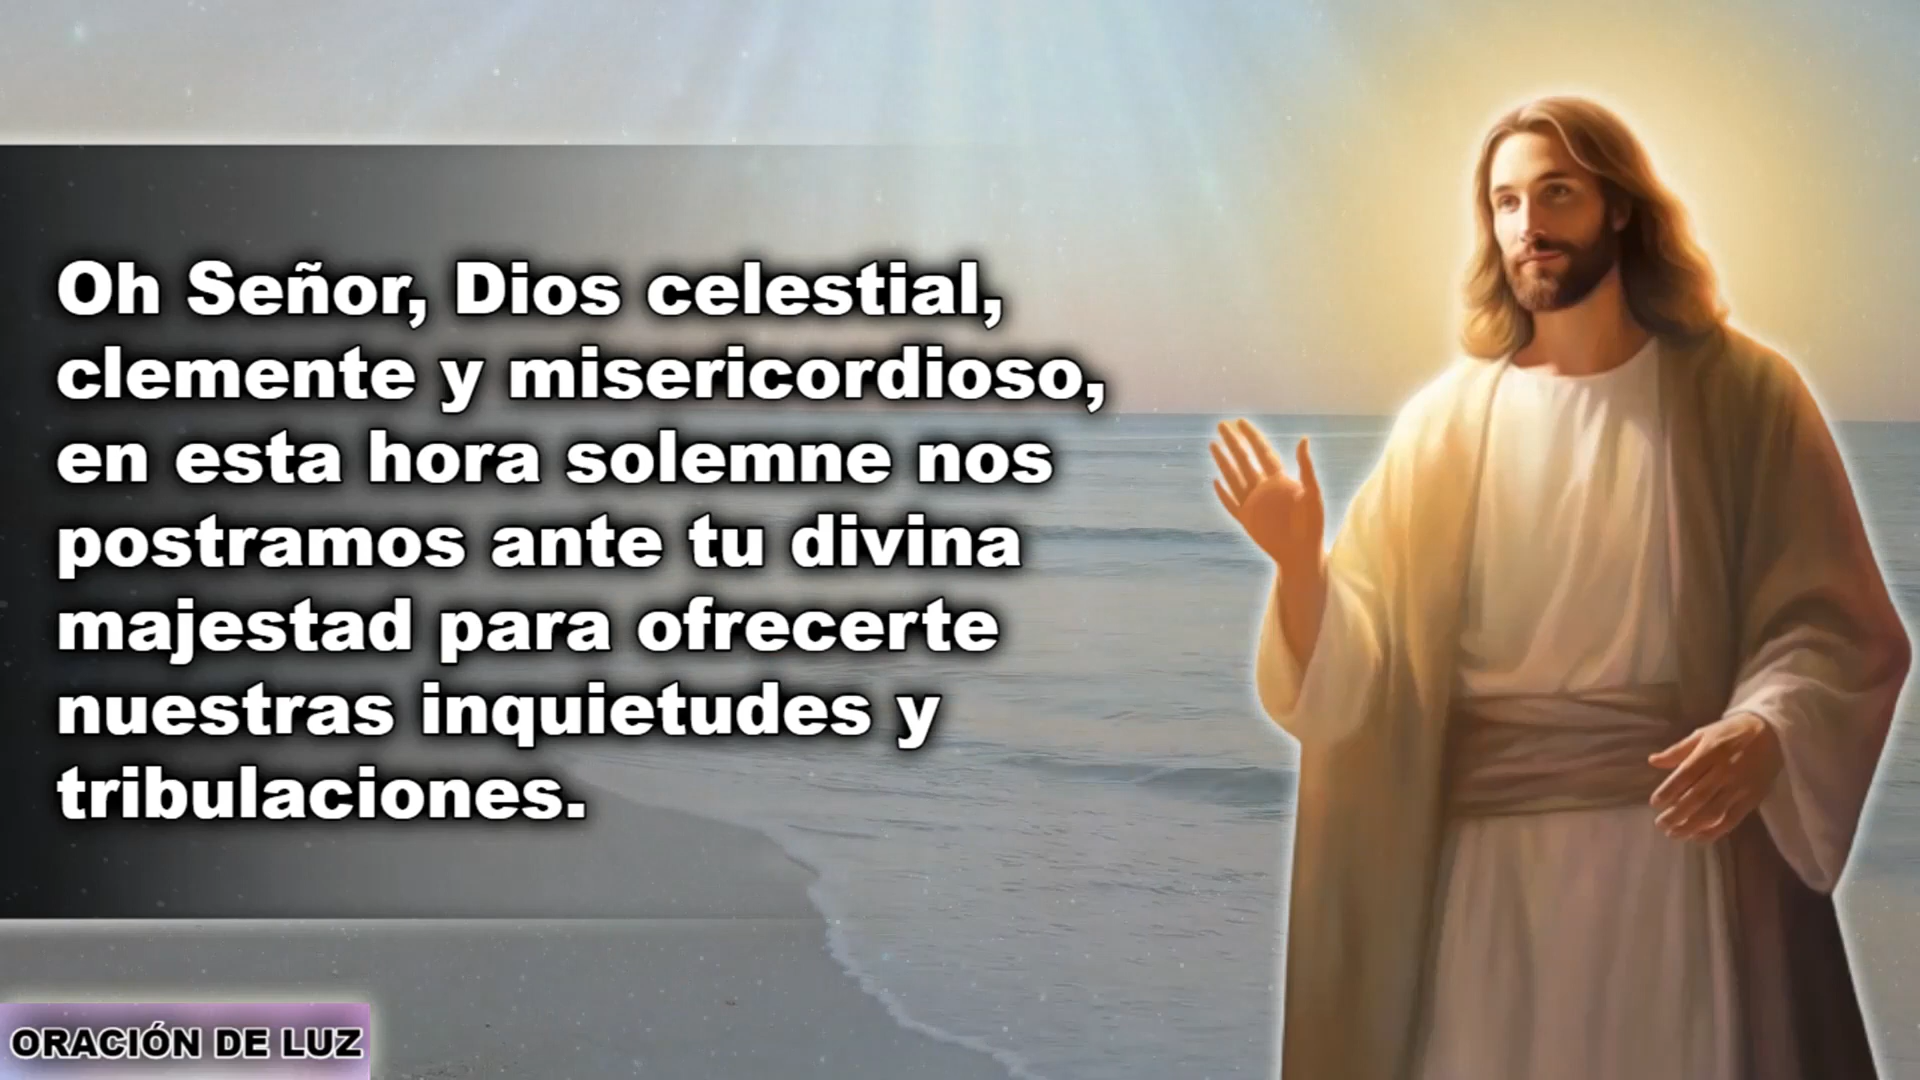 Oh Señor, Dios celestial,
clemente y misericordioso,
en esta hora solemne nos
postramos ante tu divina
majestad para ofrecerte
nuestras inquietudes y
tribulaciones.
ORACIÓN DE LUZ